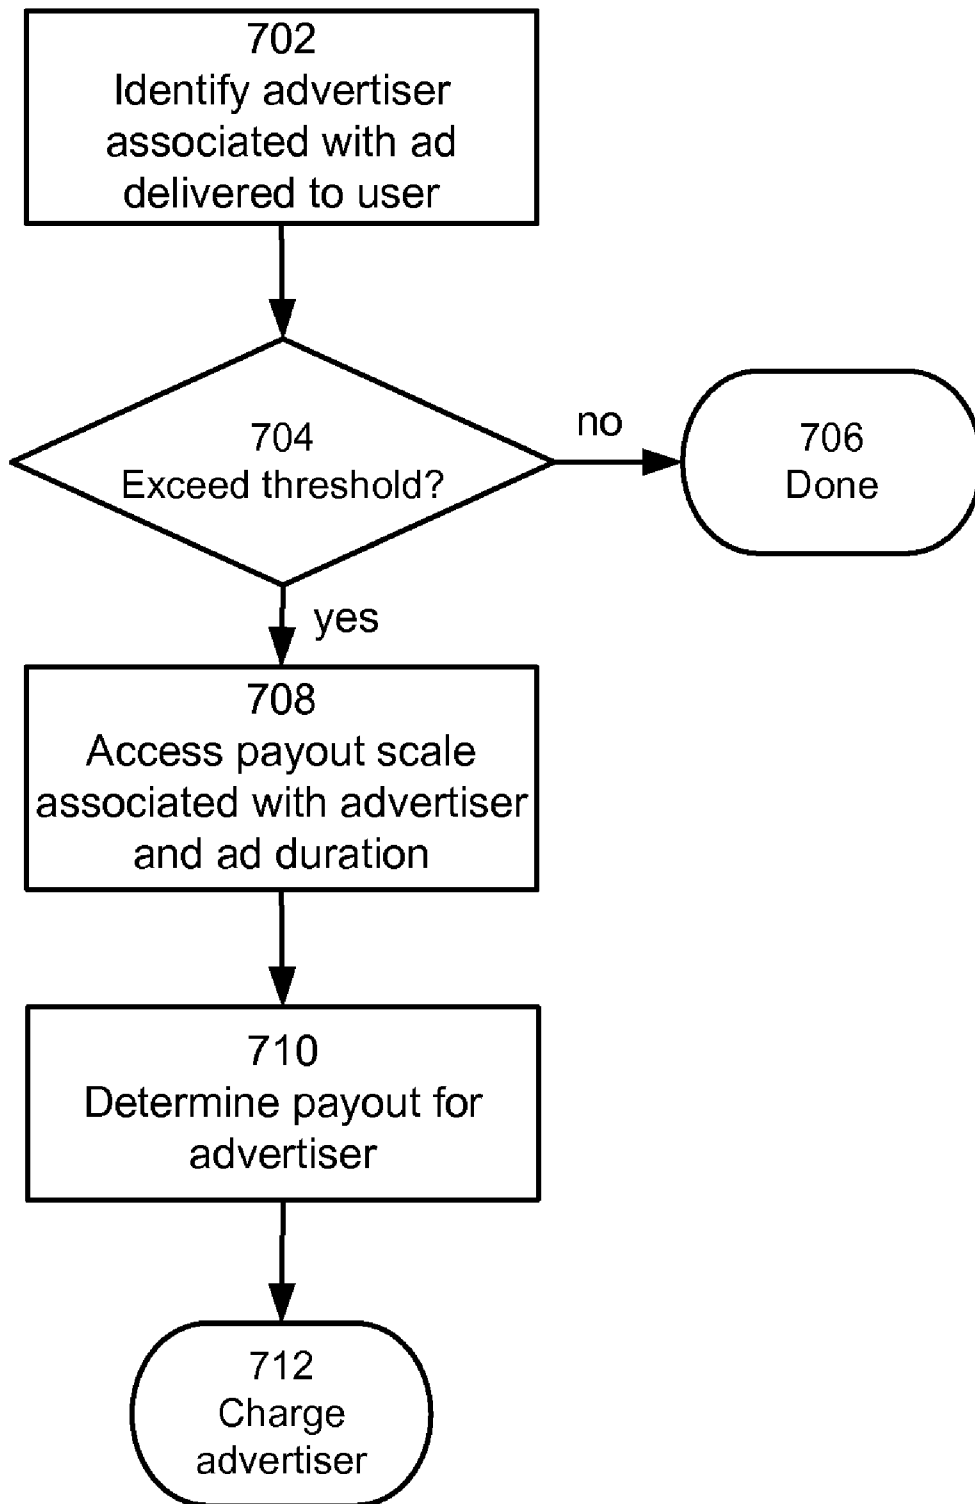 702
Identify advertiser
associated with ad
delivered to user
704
Exceed threshold?
no
706
Done
yes
708
Access payout scale
associated with advertiser
and ad duration
710
Determine payout for
advertiser
712
Charge
advertiser